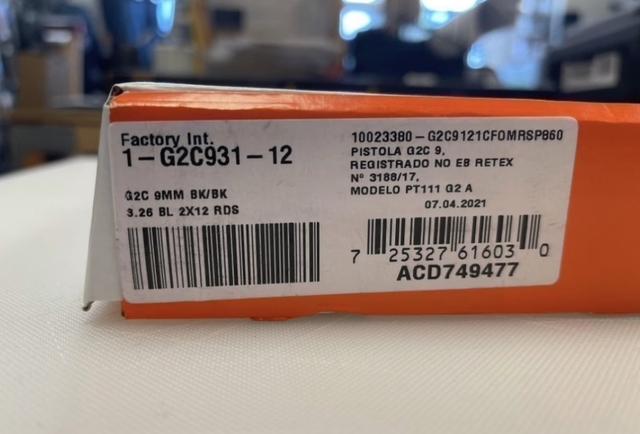 Factory Int.
1-G2C931-12
G2C 9MM BK/BK
3.26 BL 2X12 RDS
10023380-G2C9121CFOMRSP860
PISTOLA G2C 9,
REGISTRADO NO EB RETEX
Nº 3188/17,
MODELO PT111 G2 A
07.04.2021
7 25327 61603 0
ACD749477